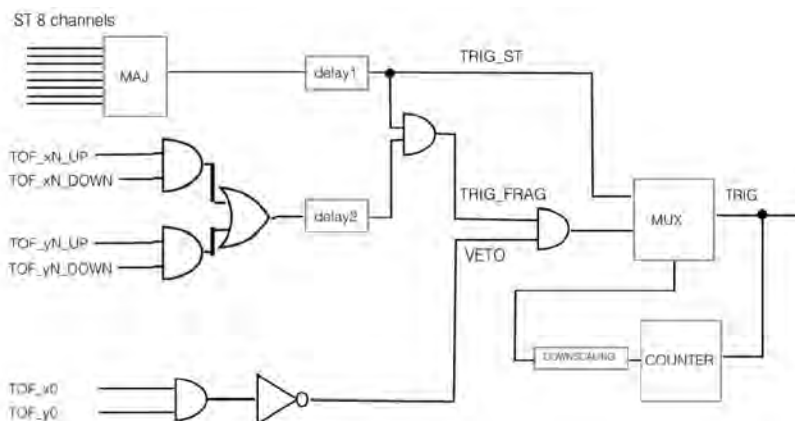 ST 8 channels
MAJ
delay1
TRIG_ST
TOF_xN_UP
TOF_xN_DOWN
TRIG_FRAG
MUX
TRIG
delay2
TOF_yN_UP
TOF_yN_DOWN
VETO
DOWNSCALING
COUNTER
TOF_x0
TOF_y0